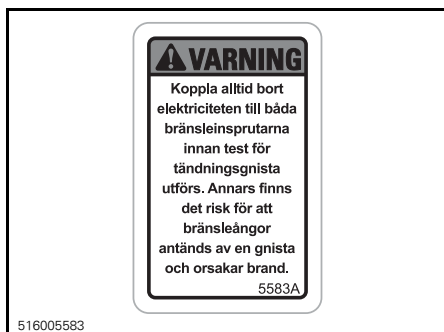 VARNING
Koppla alltid bort
elektriciteten till båda
bränsleinsprutarna
innan test för
tändningsgnista
utförs. Annars finns
det risk för att
bränsleångor
antänds av en gnista
och orsakar brand.
5583A
516005583